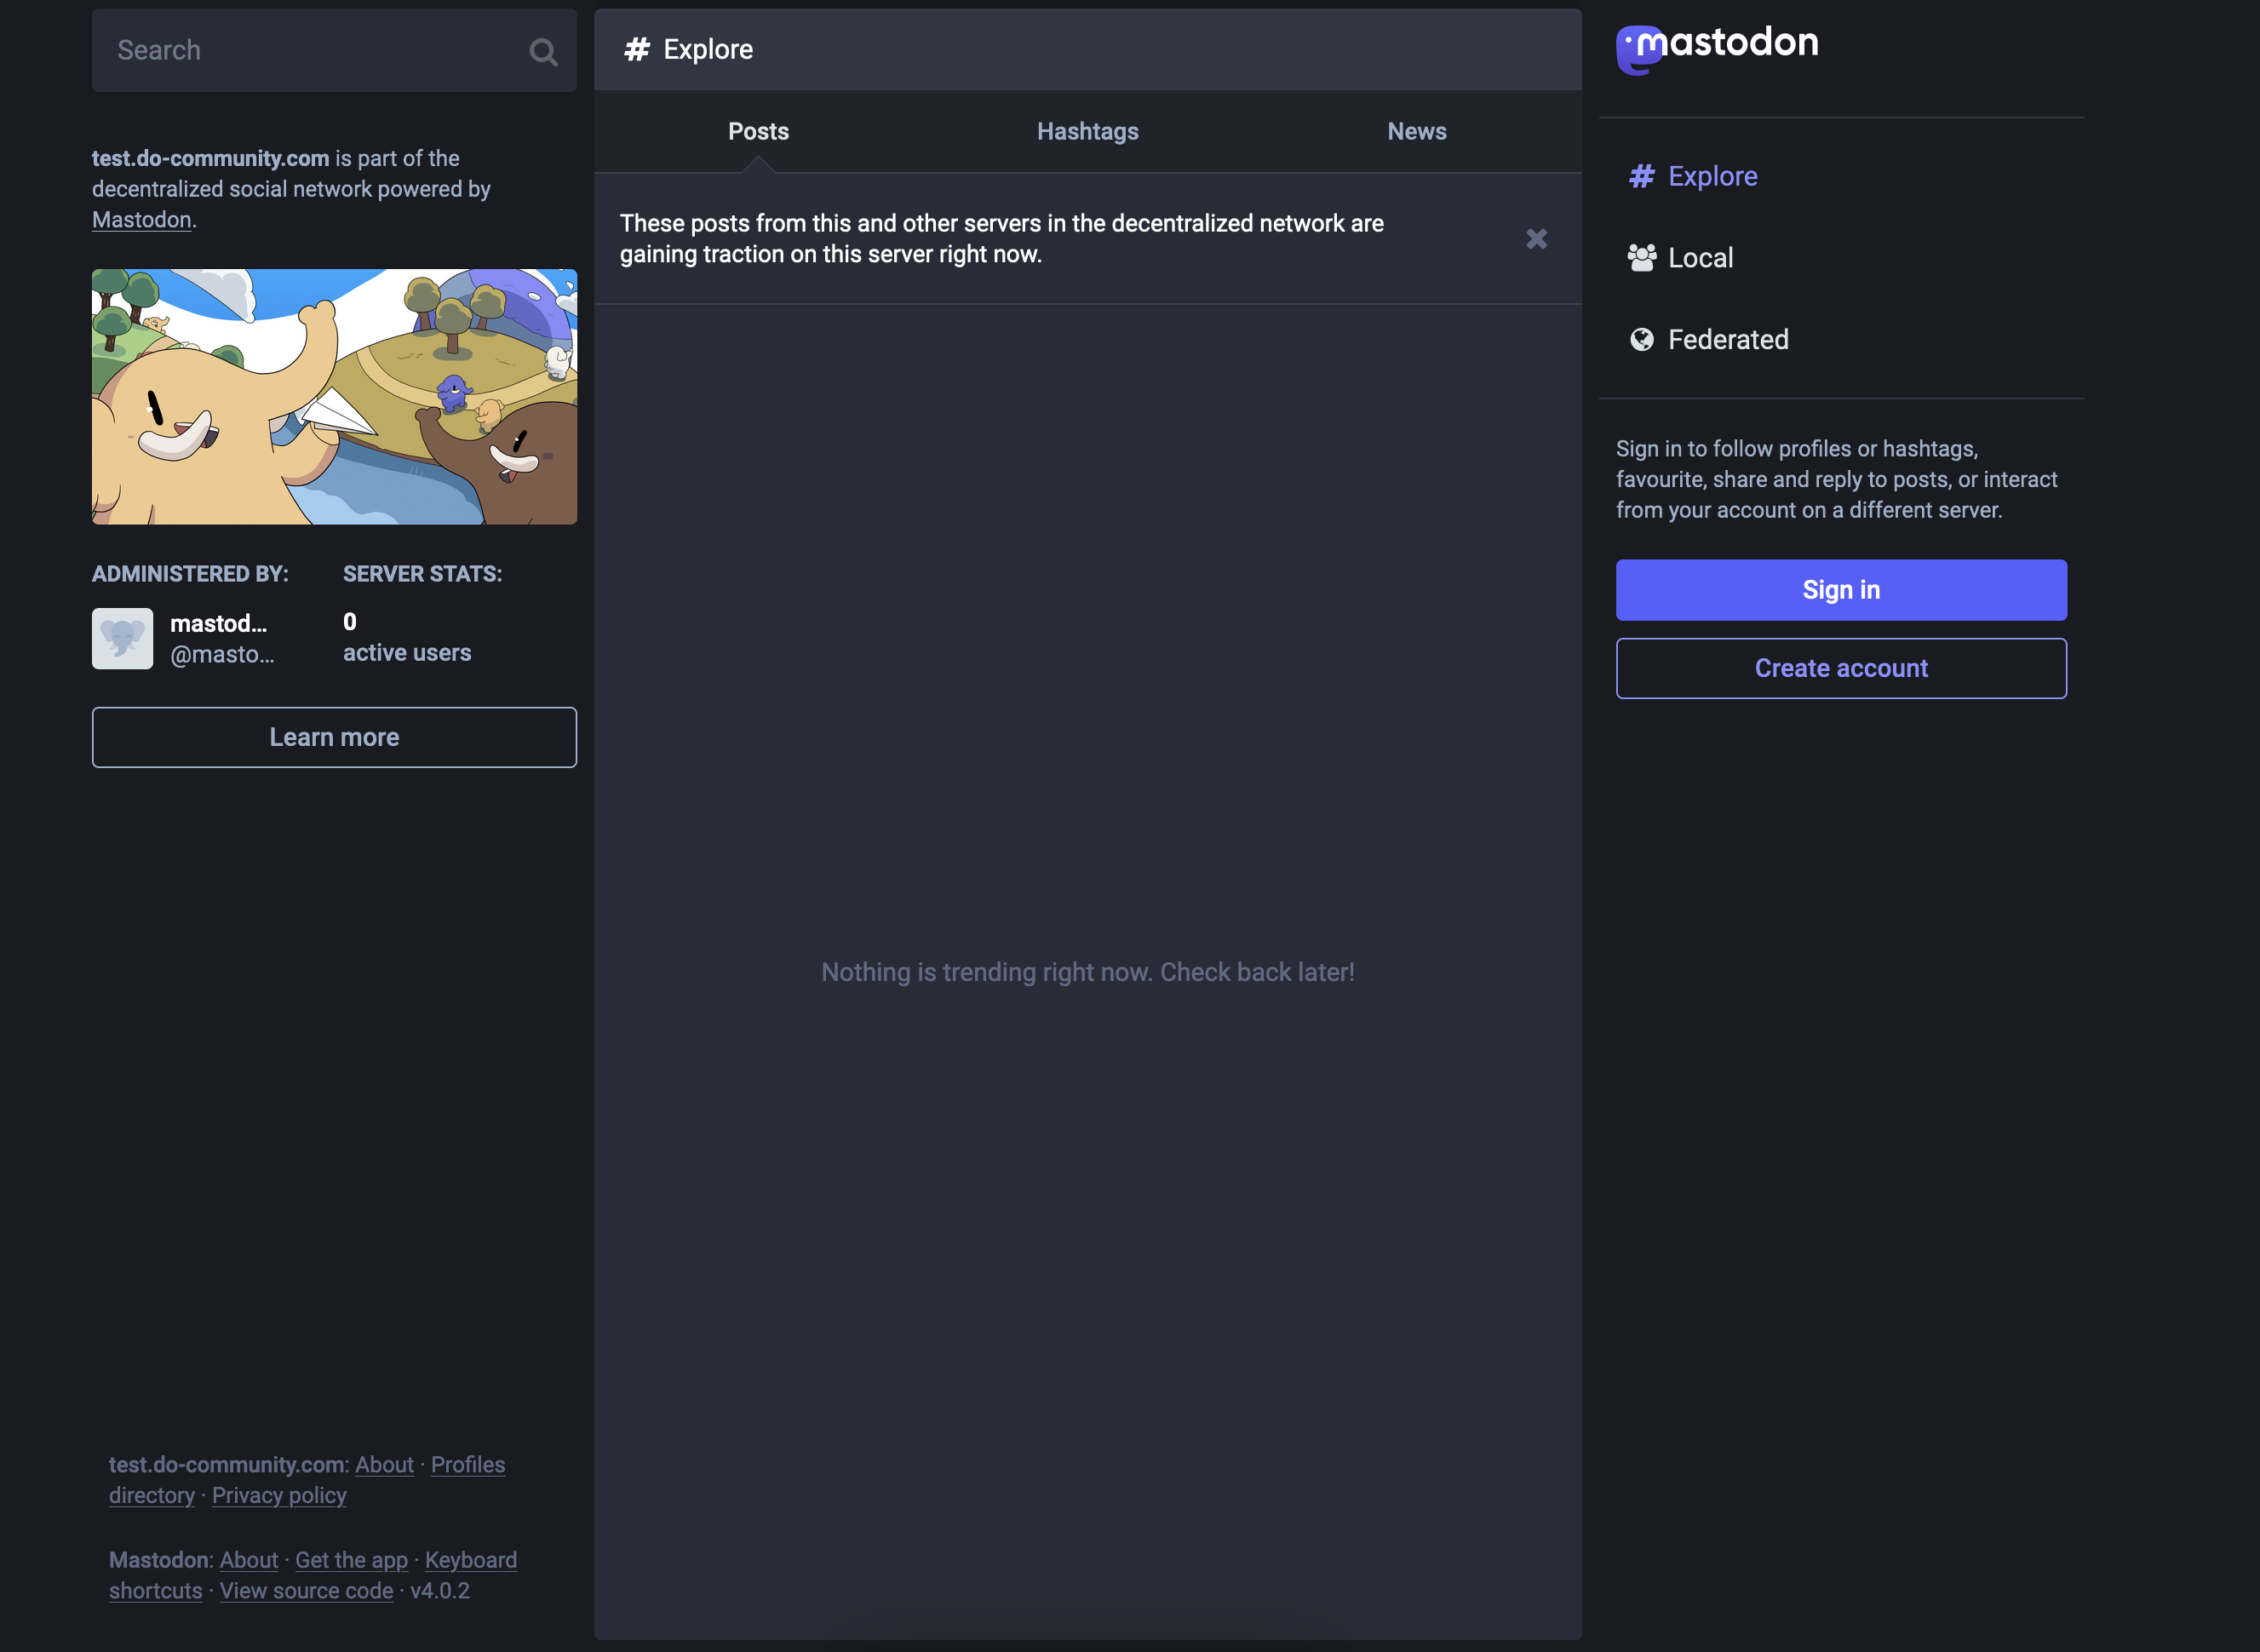 Search
test.do-community.com is part of the
decentralized social network powered by
Mastodon.
ADMINISTERED BY:
mastod...
@masto...
SERVER STATS:
0
active users
Learn more
test.do-community.com: About · Profiles
directory · Privacy policy
Mastodon: About · Get the app · Keyboard
shortcuts · View source code · v4.0.2
# Explore
Posts
Hashtags
News
These posts from this and other servers in the decentralized network are
gaining traction on this server right now.
Nothing is trending right now. Check back later!
mastodon
# Explore
Local
Federated
Sign in to follow profiles or hashtags,
favourite, share and reply to posts, or interact
from your account on a different server.
Sign in
Create account